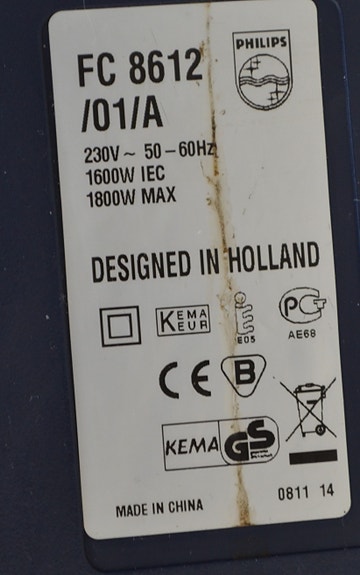 PHILIPS
FC 8612
/01/A
230V ~ 50-60Hz
1600W IEC
1800W MAX
DESIGNED IN HOLLAND
KEMA
KEUR
E05
PCT
AE68
CE B
KEMA GS
MADE IN CHINA
0811 14